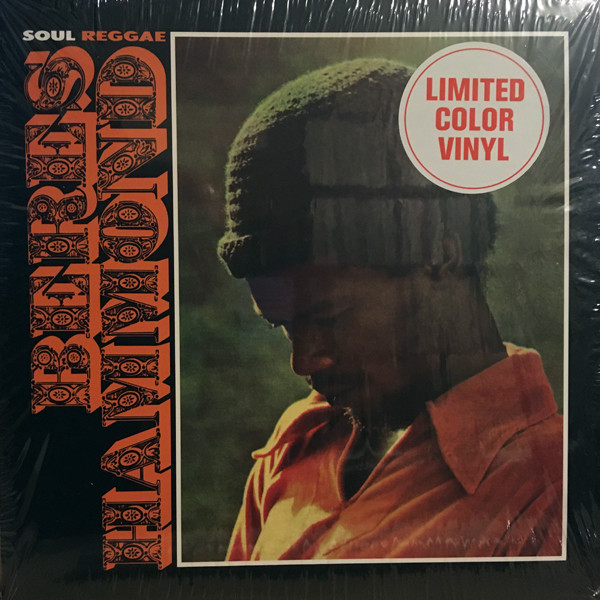 SOUL REGGAE
BERES
HAMMOND
LIMITED
COLOR
VINYL